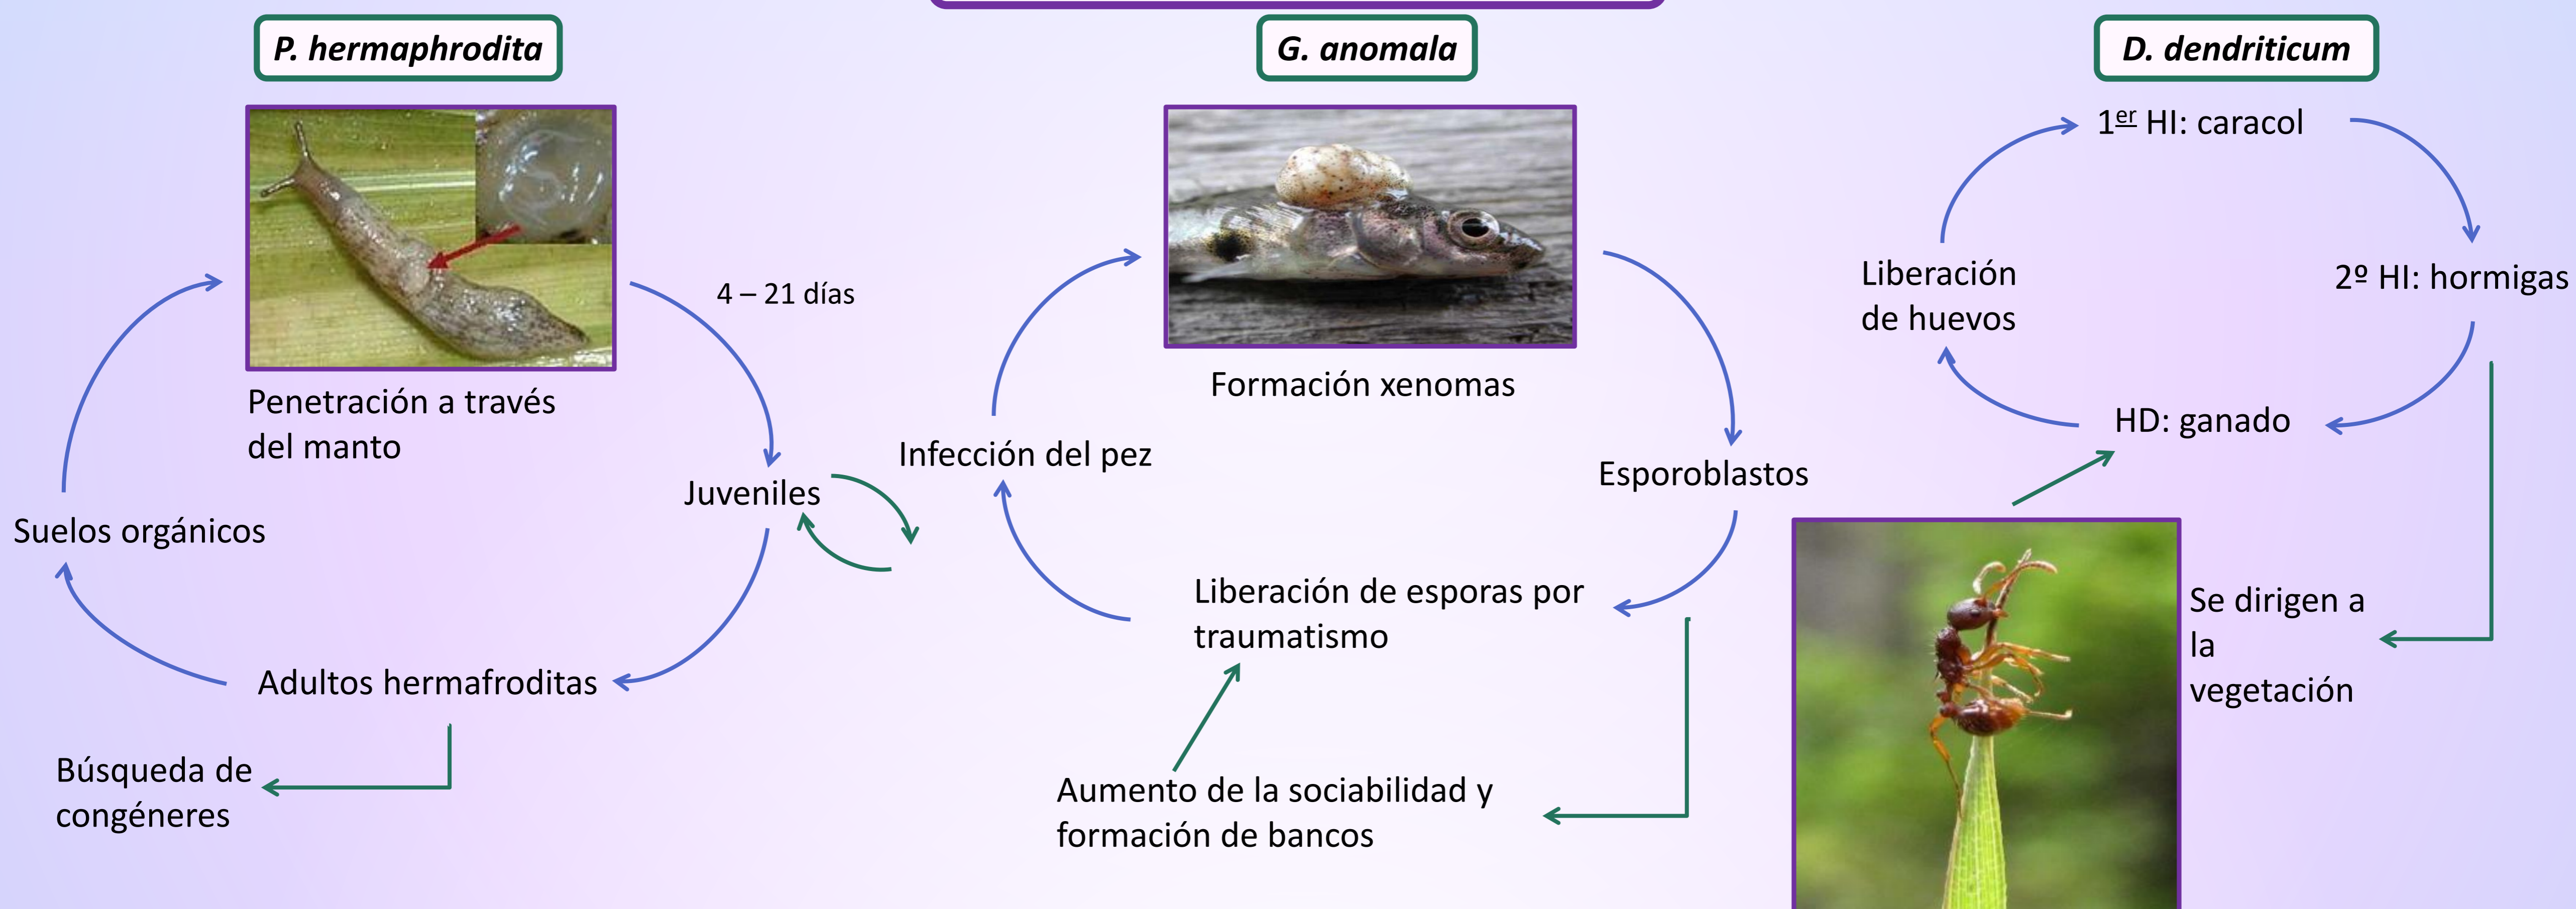 P. hermaphrodita
Penetración a través
del manto
4 – 21 días
Juveniles
Suelos orgánicos
Adultos hermafroditas
Búsqueda de
congéneres
G. anomala
Formación xenomas
Infección del pez
Esporoblastos
Liberación de esporas por
traumatismo
Aumento de la sociabilidad y
formación de bancos
D. dendriticum
1er HI: caracol
Liberación
de huevos
2º HI: hormigas
HD: ganado
Se dirigen a
la
vegetación